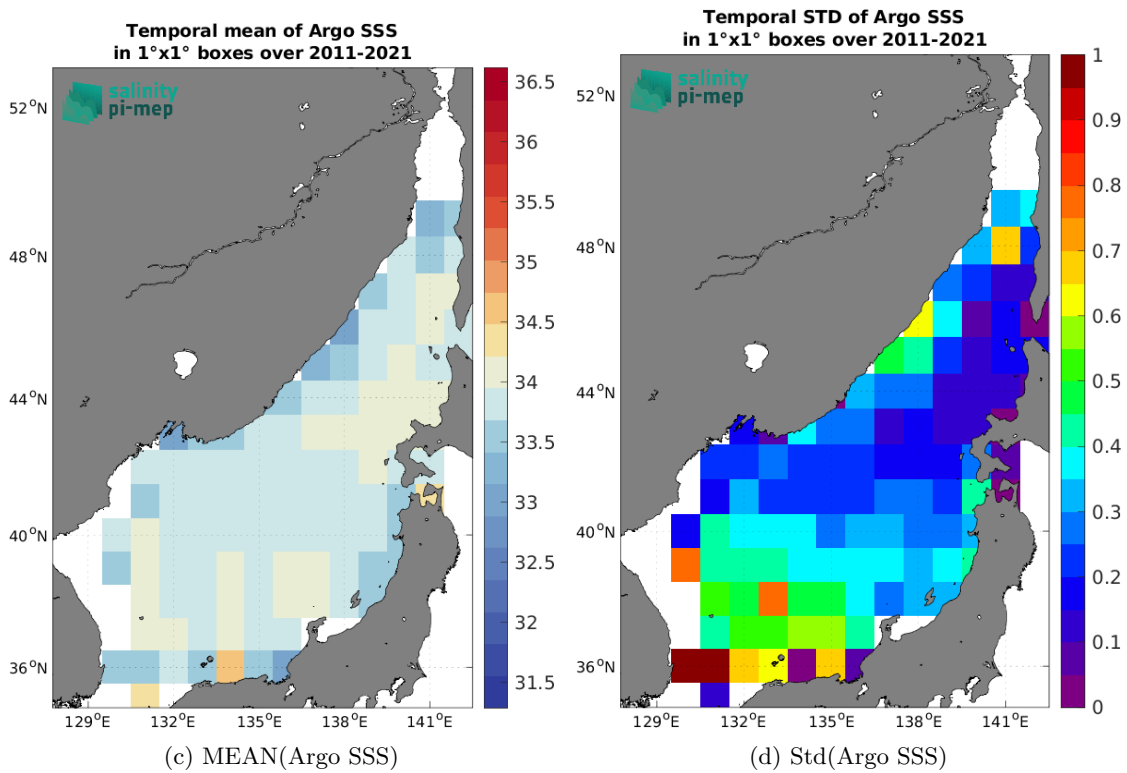 Temporal mean of Argo SSS
in 1°x1° boxes over 2011-2021
salinity
pi-mep
52°N
48°N
44°N
40°N
36°N
129°E
132°E
135°E
138°E
141°E
36.5
36
35.5
35
34.5
34
33.5
33
32.5
32
31.5
(c) MEAN(Argo SSS)
Temporal STD of Argo SSS
in 1°x1° boxes over 2011-2021
salinity
pi-mep
52°N
48°N
44°N
40°N
36°N
129°E
132°E
135°E
138°E
141°E
1
0.9
0.8
0.7
0.6
0.5
0.4
0.3
0.2
0.1
0
(d) Std(Argo SSS)